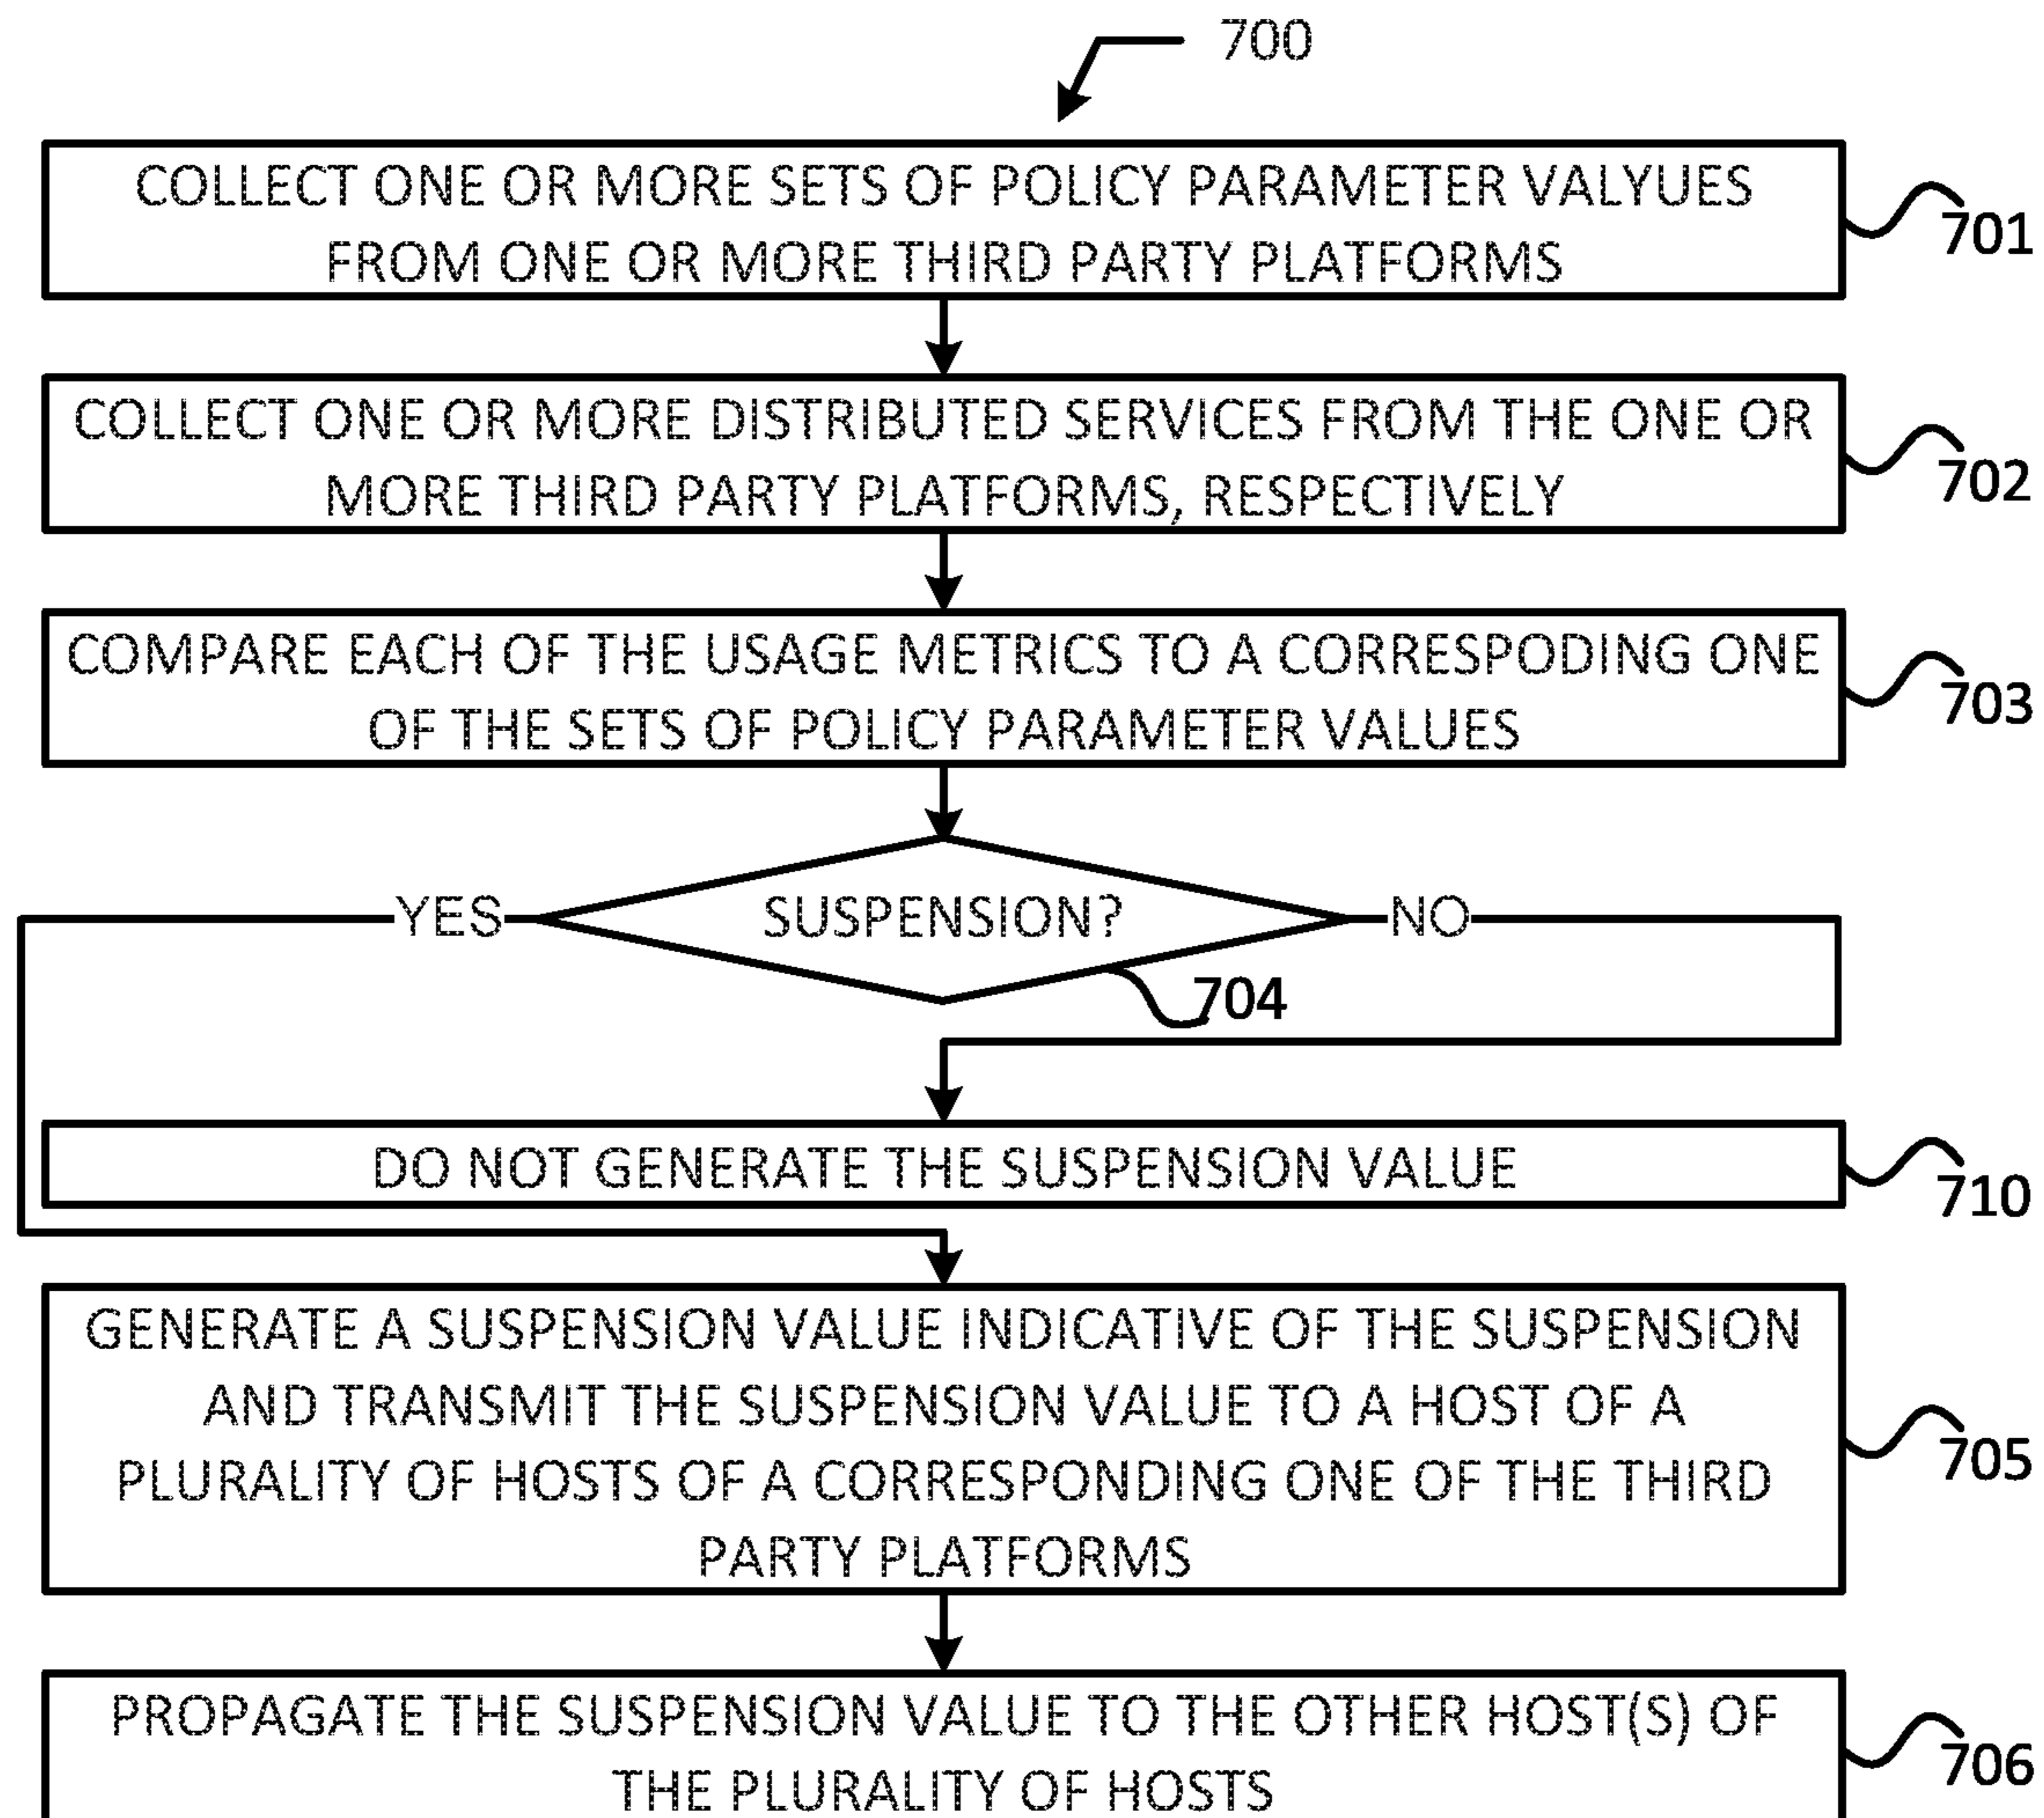 700
COLLECT ONE OR MORE SETS OF POLICY PARAMETER VALYUES
FROM ONE OR MORE THIRD PARTY PLATFORMS
701
COLLECT ONE OR MORE DISTRIBUTED SERVICES FROM THE ONE OR
MORE THIRD PARTY PLATFORMS, RESPECTIVELY
702
COMPARE EACH OF THE USAGE METRICS TO A CORRESPODING ONE
OF THE SETS OF POLICY PARAMETER VALUES
703
YES
SUSPENSION?
NO
704
DO NOT GENERATE THE SUSPENSION VALUE
710
GENERATE A SUSPENSION VALUE INDICATIVE OF THE SUSPENSION
AND TRANSMIT THE SUSPENSION VALUE TO A HOST OF A
PLURALITY OF HOSTS OF A CORRESPONDING ONE OF THE THIRD
PARTY PLATFORMS
705
PROPAGATE THE SUSPENSION VALUE TO THE OTHER HOST(S) OF
THE PLURALITY OF HOSTS
706